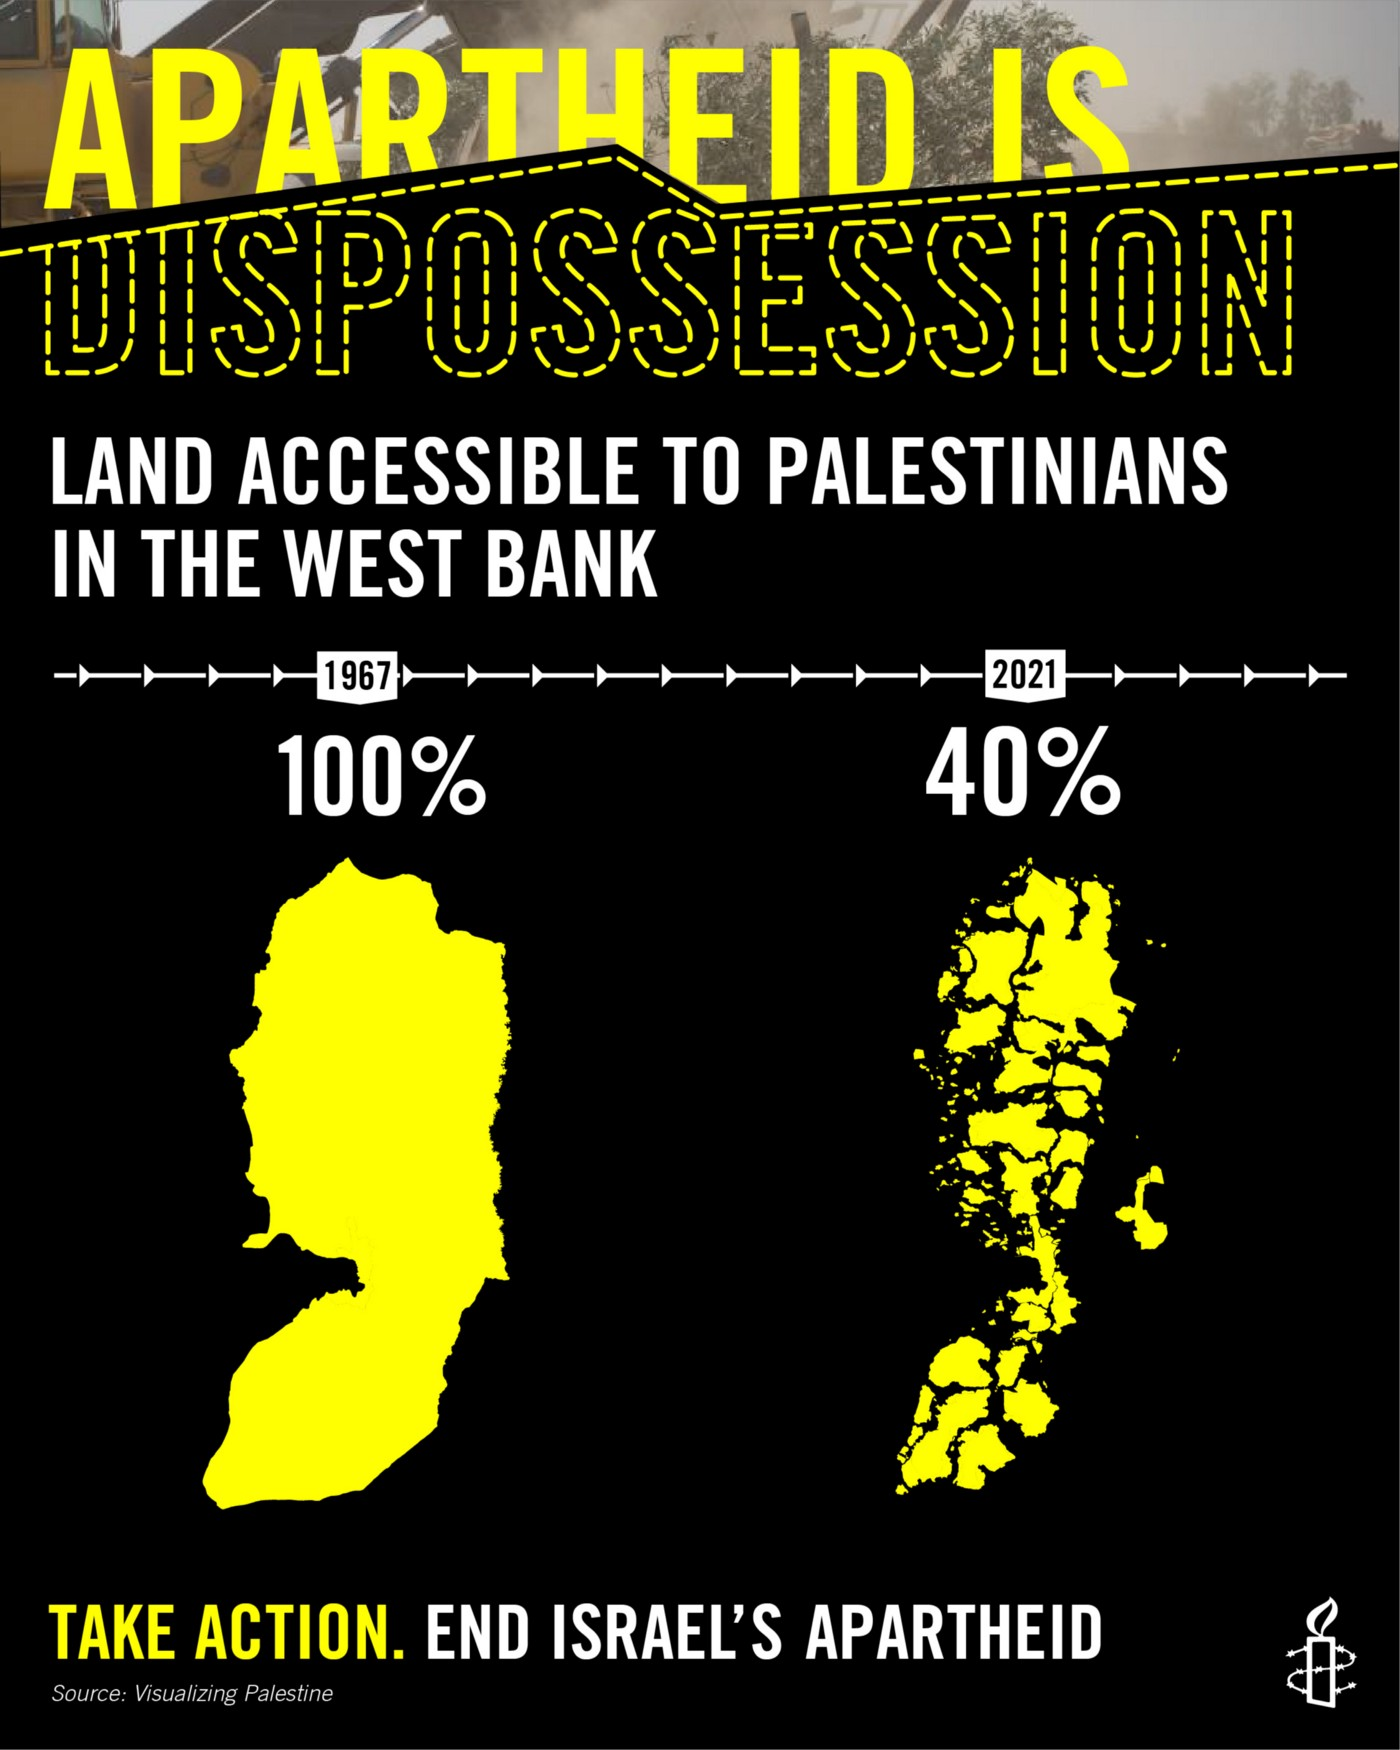 APARTHEID IS
DISPOSSESSION
LAND ACCESSIBLE TO PALESTINIANS
IN THE WEST BANK
1967 2021
100% 40%
TAKE ACTION. END ISRAEL’S APARTHEID
Source: Visualizing Palestine